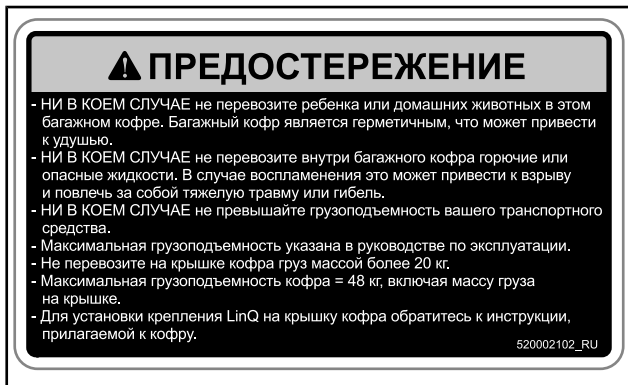 ПРЕДОСТЕРЕЖЕНИЕ
- НИ В КОЕМ СЛУЧАЕ не перевозите ребенка или домашних животных в этом
багажном кофре. Багажный кофр является герметичным, что может привести
к удушью.
- НИ В КОЕМ СЛУЧАЕ не перевозите внутри багажного кофра горючие или
опасные жидкости. В случае воспламенения это может привести к взрыву
и повлечь за собой тяжелую травму или гибель.
- НИ В КОЕМ СЛУЧАЕ не превышайте грузоподъемность вашего транспортного
средства.
- Максимальная грузоподъемность указана в руководстве по эксплуатации.
- Не перевозите на крышке кофра груз массой более 20 кг.
- Максимальная грузоподъемность кофра = 48 кг, включая массу груза
на крышке.
- Для установки крепления LinQ на крышку кофра обратитесь к инструкции,
прилагаемой к кофру.
520002102_RU